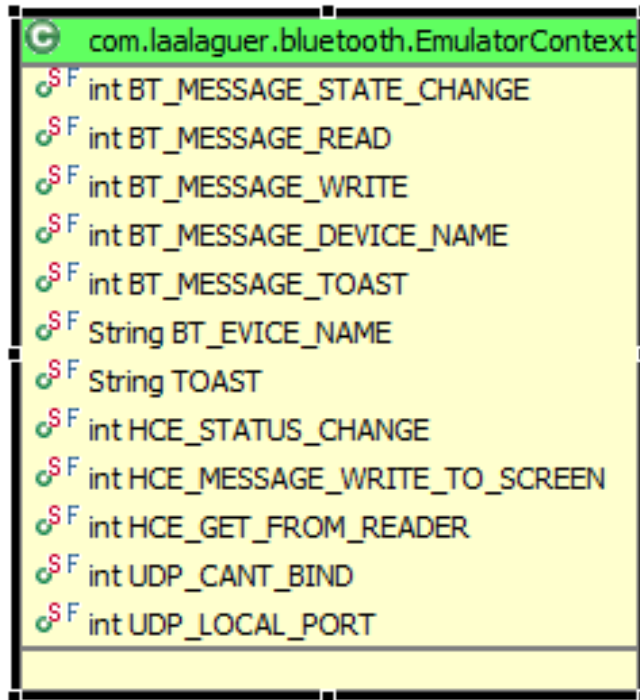 C com.laalaguer.bluetooth.EmulatorContext
S F int BT_MESSAGE_STATE_CHANGE
S F int BT_MESSAGE_READ
S F int BT_MESSAGE_WRITE
S F int BT_MESSAGE_DEVICE_NAME
S F int BT_MESSAGE_TOAST
S F String BT_EVICE_NAME
S F String TOAST
S F int HCE_STATUS_CHANGE
S F int HCE_MESSAGE_WRITE_TO_SCREEN
S F int HCE_GET_FROM_READER
S F int UDP_CANT_BIND
S F int UDP_LOCAL_PORT